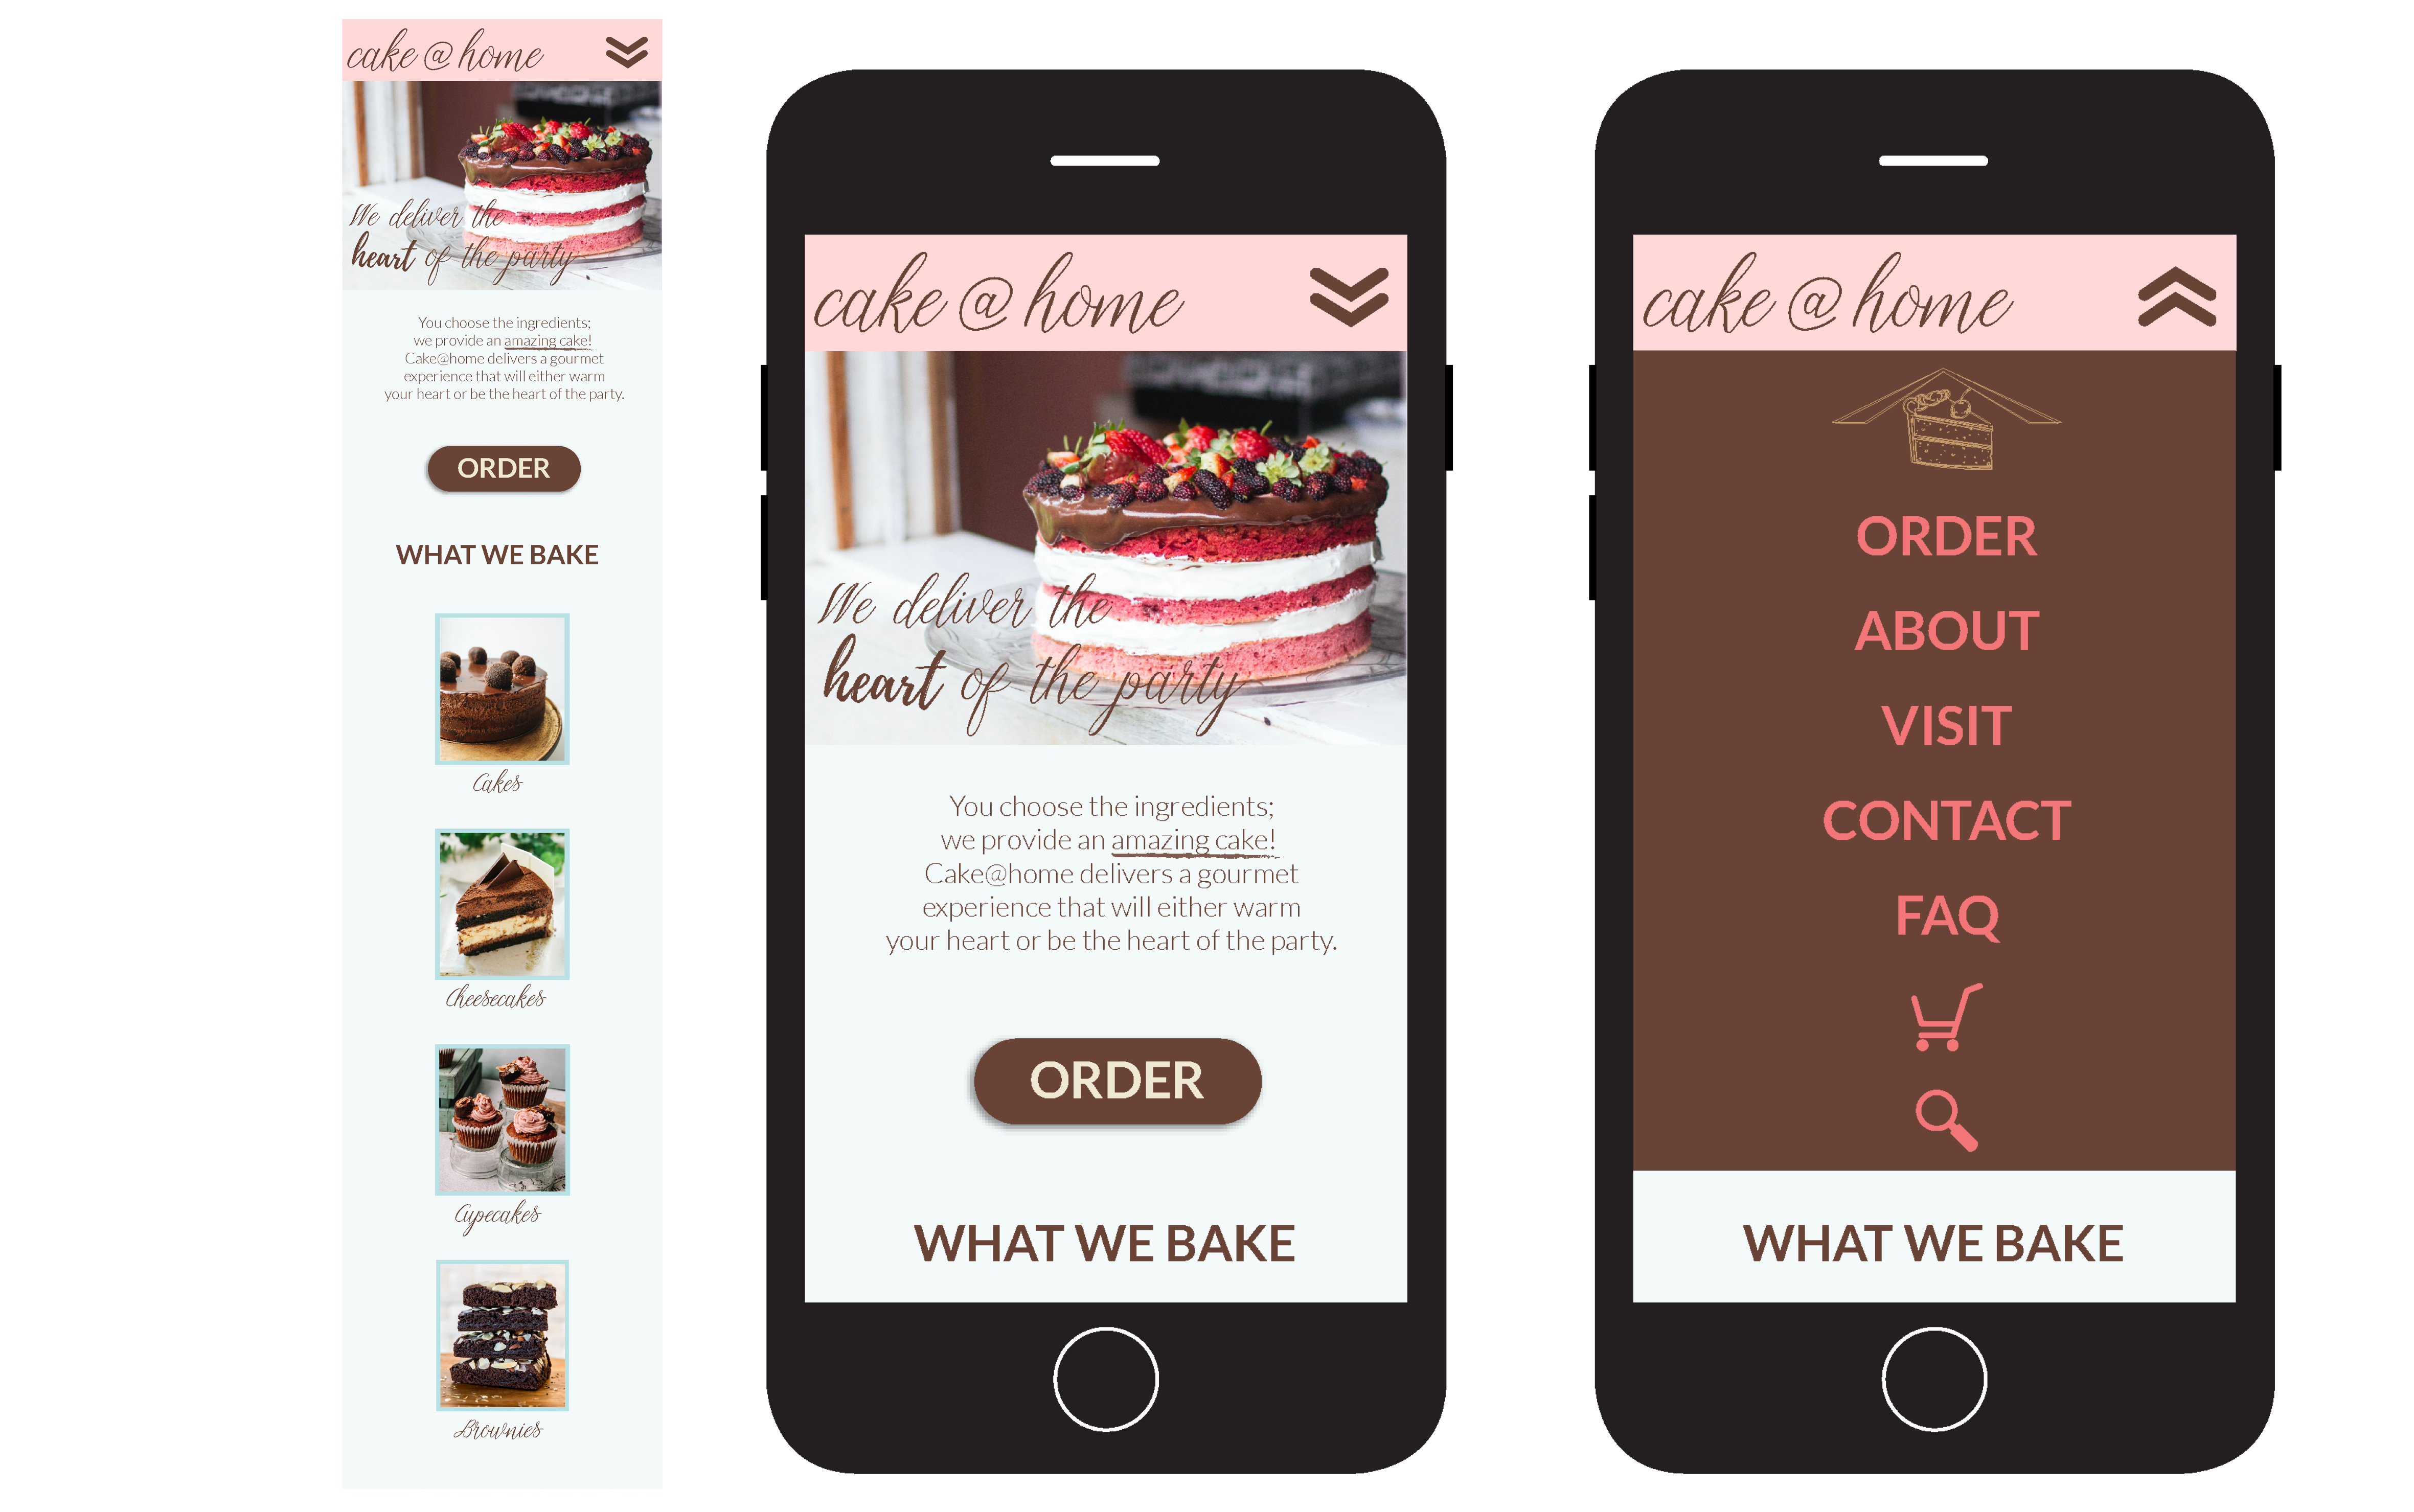 cake @ home
We deliver the
heart of the party
You choose the ingredients;
we provide an amazing cake!
Cake@home delivers a gourmet
experience that will either warm
your heart or be the heart of the party.
ORDER
WHAT WE BAKE
Cakes
Cheesecakes
Cupecakes
Brownies
cake @ home
We deliver the
heart of the party
You choose the ingredients;
we provide an amazing cake!
Cake@home delivers a gourmet
experience that will either warm
your heart or be the heart of the party.
ORDER
WHAT WE BAKE
cake @ home
ORDER
ABOUT
VISIT
CONTACT
FAQ
WHAT WE BAKE